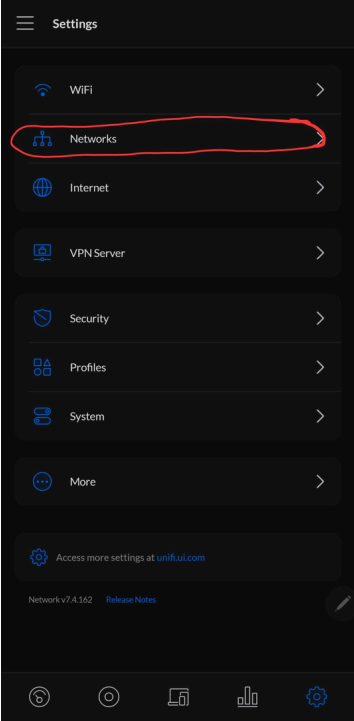 Settings
WiFi
Networks
Internet
VPN Server
Security
Profiles
System
More
Access more settings at unifi.ui.com
Network v7.4.162 Release Notes